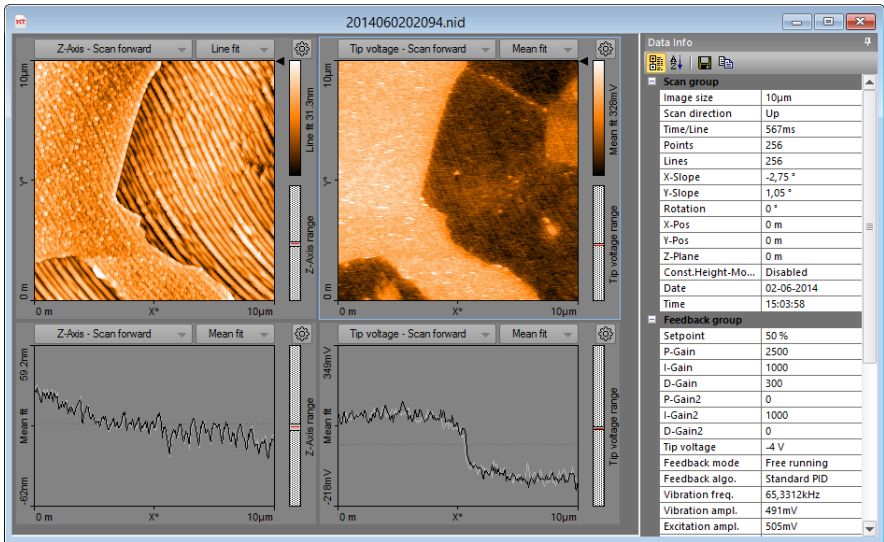 2014060202094.nid
Z-Axis - Scan forward
Line fit
10µm
Y*
0 m
0 m
X*
10µm
Line fit 31.3nm
Z-Axis range
Tip voltage - Scan forward
Mean fit
10µm
Y*
0 m
0 m
X*
10µm
Mean fit 328mV
Tip voltage range
Z-Axis - Scan forward
Mean fit
59.2nm
Mean fit
-62nm
0 m
X*
10µm
Z-Axis range
Tip voltage - Scan forward
Mean fit
349mV
Mean fit
-218mV
0 m
X*
10µm
Tip voltage range
Data Info
Scan group
Image size 10µm
Scan direction Up
Time/Line 567ms
Points 256
Lines 256
X-Slope -2,75 °
Y-Slope 1,05 °
Rotation 0 °
X-Pos 0 m
Y-Pos 0 m
Z-Plane 0 m
Const.Height-Mo... Disabled
Date 02-06-2014
Time 15:03:58
Feedback group
Setpoint 50 %
P-Gain 2500
I-Gain 1000
D-Gain 300
P-Gain2 0
I-Gain2 1000
D-Gain2 0
Tip voltage -4 V
Feedback mode Free running
Feedback algo. Standard PID
Vibration freq. 65,3312kHz
Vibration ampl. 491mV
Excitation ampl. 505mV